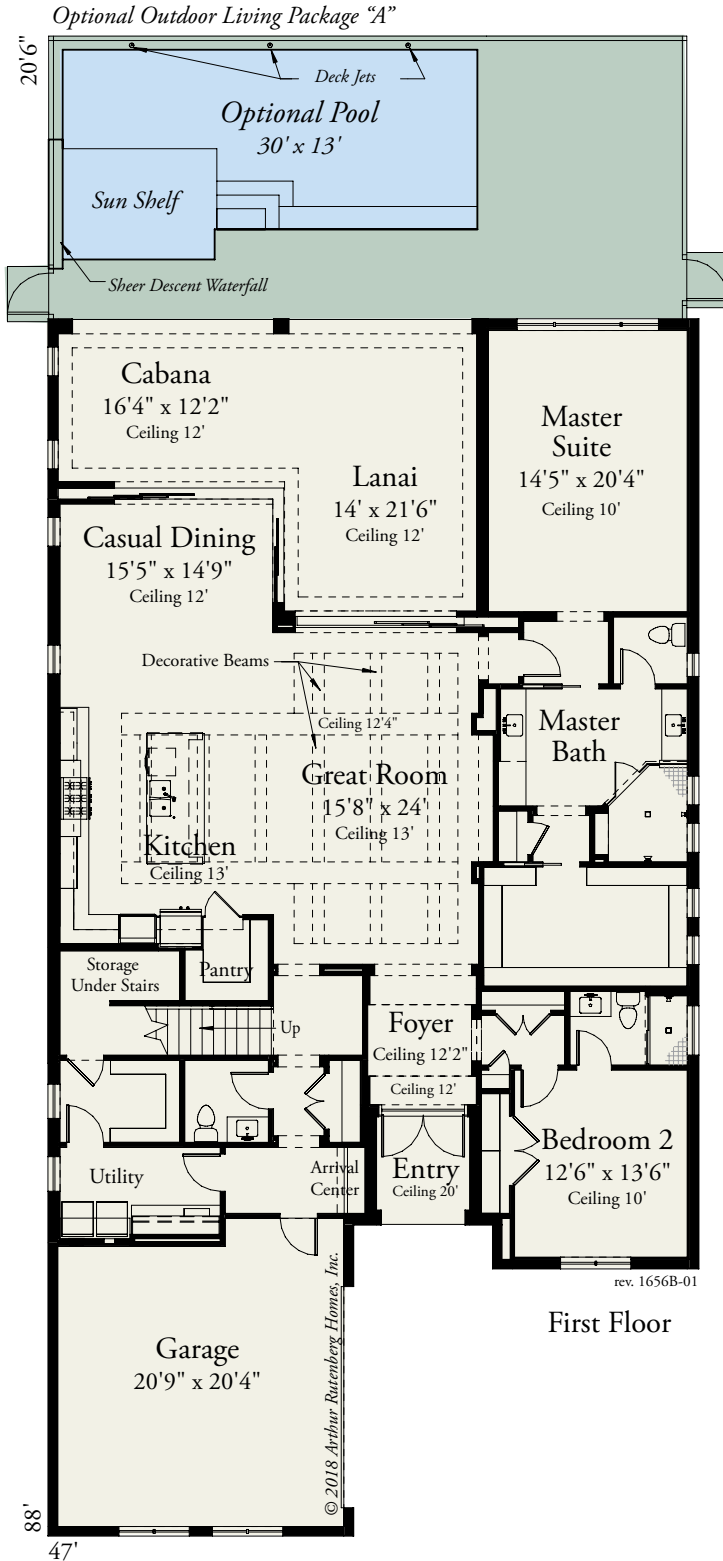 Optional Outdoor Living Package “A”
20'6"
Deck Jets
Optional Pool
30' x 13'
Sun Shelf
Sheer Descent Waterfall
Cabana
16'4" x 12'2"
Ceiling 12'
Master
Suite
14'5" x 20'4"
Ceiling 10'
Lanai
14' x 21'6"
Ceiling 12'
Casual Dining
15'5" x 14'9"
Ceiling 12'
Decorative Beams
Ceiling 12'4"
Master
Bath
Great Room
15'8" x 24'
Ceiling 13'
Kitchen
Ceiling 13'
Storage
Under Stairs
Pantry
Up
Foyer
Ceiling 12'2"
Ceiling 12'
Utility
Arrival
Center
Entry
Ceiling 20'
Bedroom 2
12'6" x 13'6"
Ceiling 10'
rev. 1656B-01
First Floor
Garage
20'9" x 20'4"
© 2018 Arthur Rutenberg Homes, Inc.
88'
47'